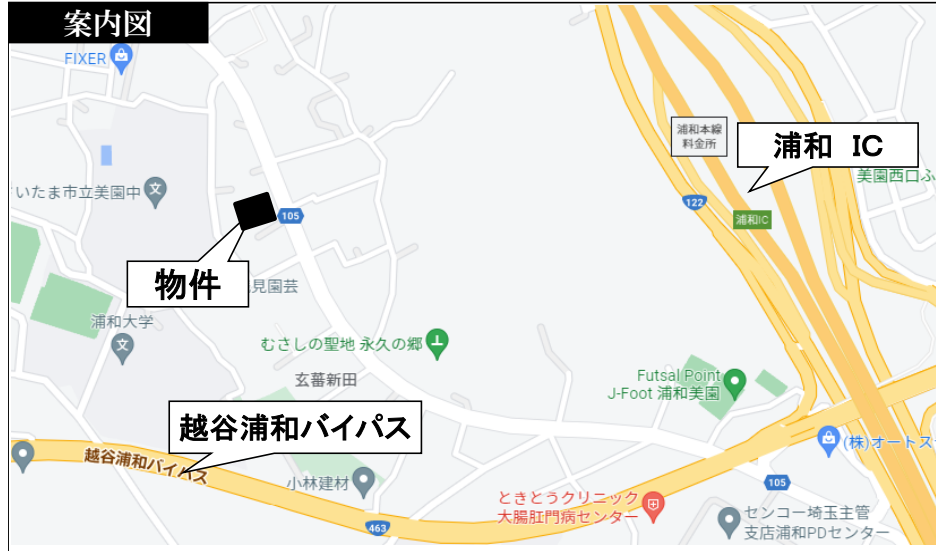 案内図
FIXER
浦和本線
料金所
浦和 IC
美園西口ふ
いたま市立美園中
105
122
浦和IC
物件
見園芸
浦和大学
むさしの聖地 永久の郷
玄蕃新田
Futsal Point
J-Foot 浦和美園
越谷浦和バイパス
越谷浦和バイパス
(株)オートス
小林建材
105
ときとうクリニック
大腸肛門病センター
センコー埼玉主管
支店浦和PDセンター
463